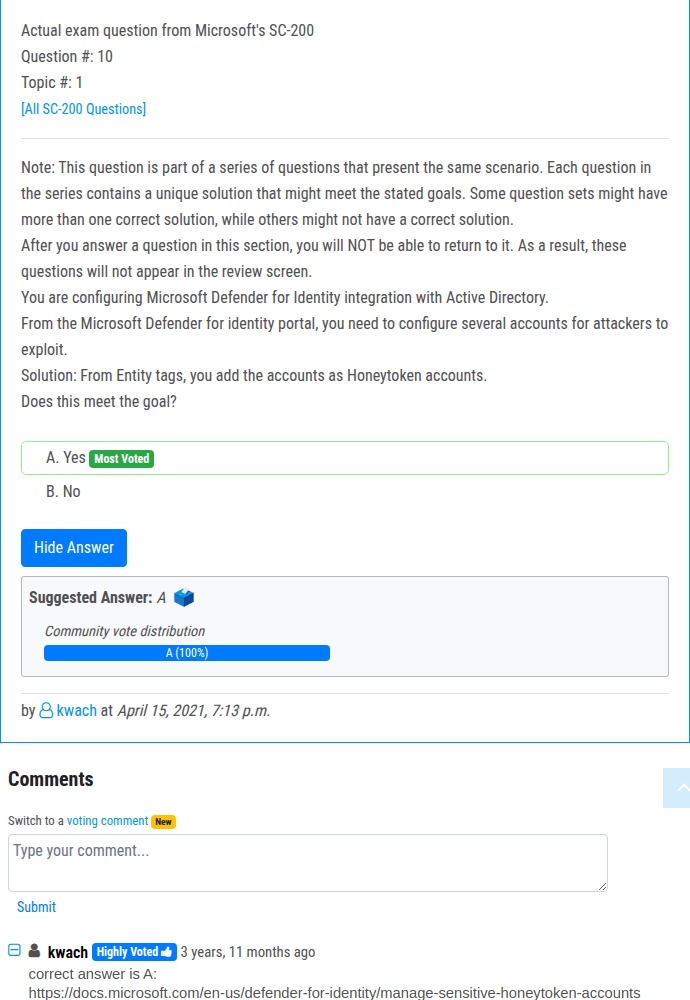 Actual exam question from Microsoft's SC-200
Question #: 10
Topic #: 1
[All SC-200 Questions]
Note: This question is part of a series of questions that present the same scenario. Each question in
the series contains a unique solution that might meet the stated goals. Some question sets might have
more than one correct solution, while others might not have a correct solution.
After you answer a question in this section, you will NOT be able to return to it. As a result, these
questions will not appear in the review screen.
You are configuring Microsoft Defender for Identity integration with Active Directory.
From the Microsoft Defender for identity portal, you need to configure several accounts for attackers to
exploit.
Solution: From Entity tags, you add the accounts as Honeytoken accounts.
Does this meet the goal?
A. Yes Most Voted
B. No
Hide Answer
Suggested Answer: A
Community vote distribution
A (100%)
by kwach at April 15, 2021, 7:13 p.m.
Comments
Switch to a voting comment New
Type your comment...
Submit
kwach Highly Voted 3 years, 11 months ago
correct answer is A:
https://docs.microsoft.com/en-us/defender-for-identity/manage-sensitive-honeytoken-accounts